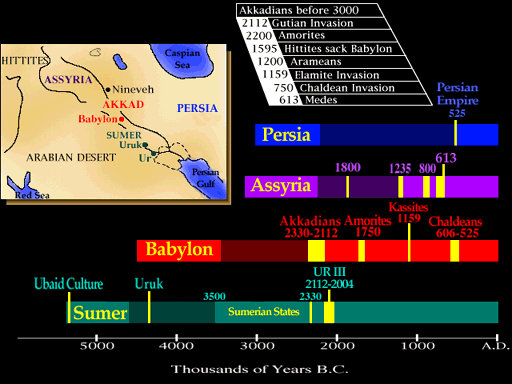 Akkadians before 3000
2112 Gutian Invasion
2200 Amorites
1595 Hittites sack Babylon
1200 Arameans
1159 Elamite Invasion
750 Chaldean Invasion
613 Medes
Caspian
Sea
HITTITES
ASSYRIA
Nineveh
AKKAD
Babylon
PERSIA
SUMER
Uruk
Ur
ARABIAN DESERT
Persian
Gulf
Red Sea
Persian
Empire
525
Persia
1800
1235
800
613
Assyria
Akkadians
2330-2112
Amorites
1750
Kassites
1159
Chaldeans
606-525
Babylon
Ubaid Culture
Uruk
3500
2330
UR III
2112-2004
Sumer
Sumerian States
5000 4000 3000 2000 1000 A.D.
Thousands of Years B.C.